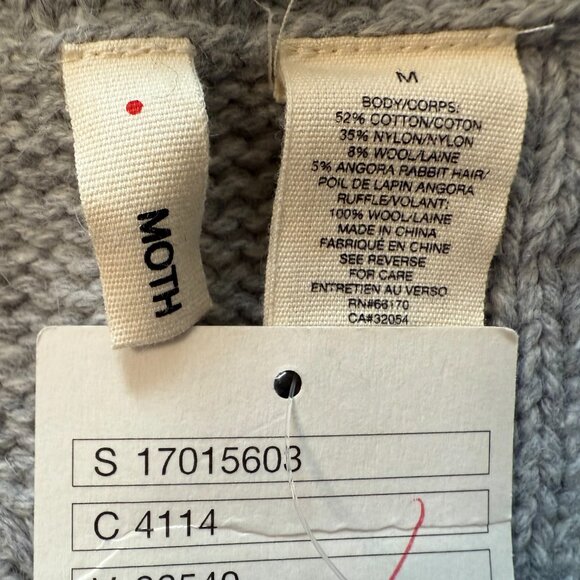 MOTH
M
BODY/CORPS:
52% COTTON/COTON
35% NYLON/NYLON
8% WOOL/LAINE
5% ANGORA RABBIT HAIR/
POIL DE LAPIN ANGORA
RUFFLE/VOLANT:
100% WOOL/LAINE
MADE IN CHINA
FABRIQUÉ EN CHINE
SEE REVERSE
FOR CARE
ENTRETIEN AU VERSO
RN#66170
CA#32054
S 17015603
C 4114